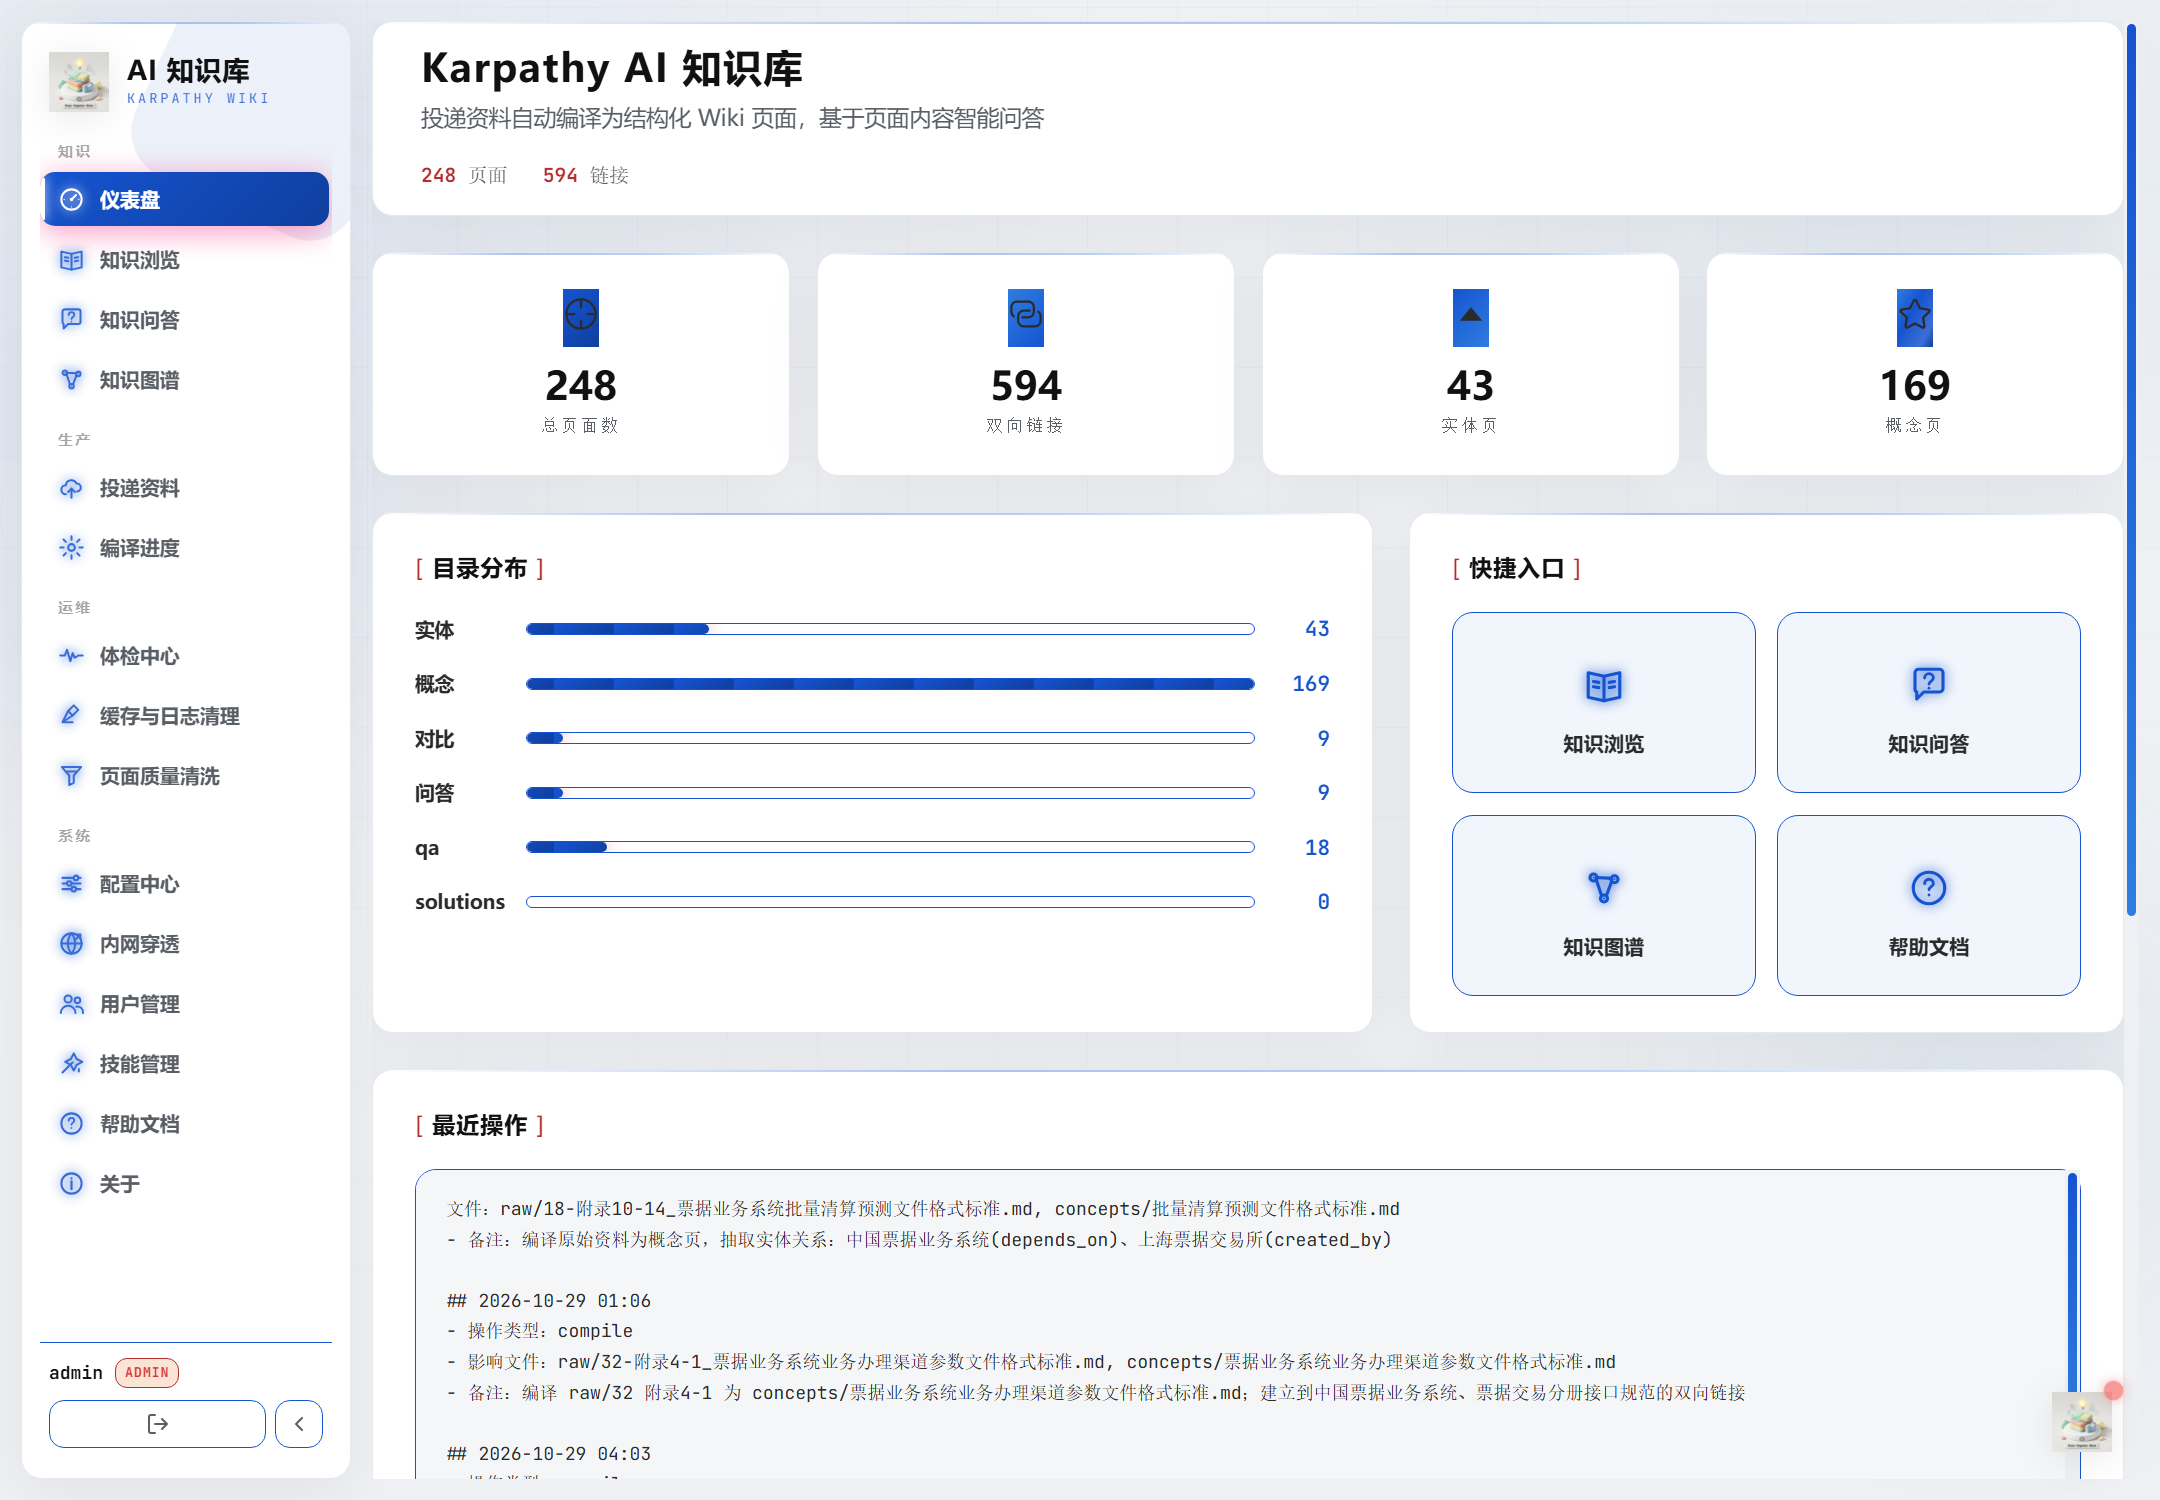 AI 知识库
KARPATHY WIKI
知识
仪表盘
知识浏览
知识问答
知识图谱
生产
投递资料
编译进度
运维
体检中心
缓存与日志清理
页面质量清洗
系统
配置中心
内网穿透
用户管理
技能管理
帮助文档
关于
admin ADMIN
Karpathy AI 知识库
投递资料自动编译为结构化 Wiki 页面，基于页面内容智能问答
248 页面 594 链接
248
总页面数
594
双向链接
43
实体页
169
概念页
[ 目录分布 ]
实体 43
概念 169
对比 9
问答 9
qa 18
solutions 0
[ 快捷入口 ]
知识浏览
知识问答
知识图谱
帮助文档
[ 最近操作 ]
文件：raw/18-附录10-14_票据业务系统批量清算预测文件格式标准.md, concepts/批量清算预测文件格式标准.md
- 备注：编译原始资料为概念页，抽取实体关系：中国票据业务系统(depends_on)、上海票据交易所(created_by)
## 2026-10-29 01:06
- 操作类型：compile
- 影响文件：raw/32-附录4-1_票据业务系统业务办理渠道参数文件格式标准.md, concepts/票据业务系统业务办理渠道参数文件格式标准.md
- 备注：编译 raw/32 附录4-1 为 concepts/票据业务系统业务办理渠道参数文件格式标准.md；建立到中国票据业务系统、票据交易分册接口规范的双向链接
## 2026-10-29 04:03